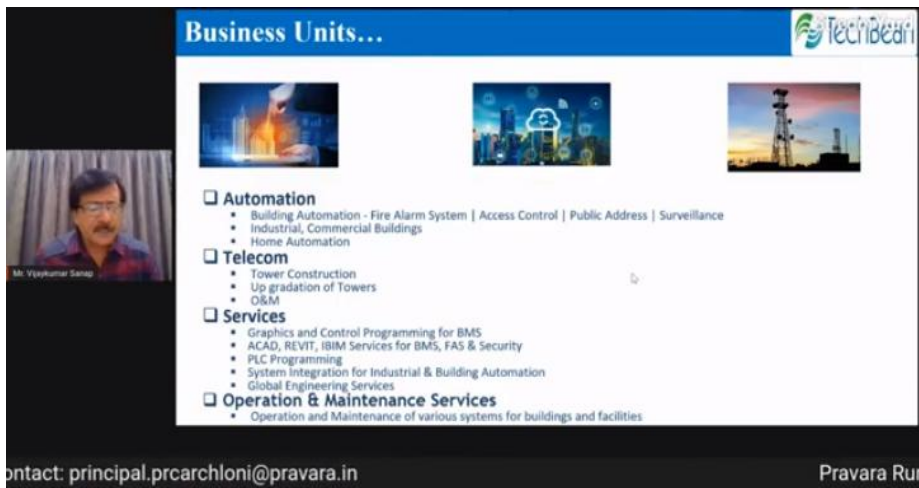 Business Units...
TechBean
Automation
Building Automation - Fire Alarm System | Access Control | Public Address | Surveillance
Industrial, Commercial Buildings
Home Automation
Telecom
Tower Construction
Up gradation of Towers
O&M
Services
Graphics and Control Programming for BMS
ACAD, REVIT, IBIM Services for BMS, FAS & Security
PLC Programming
System Integration for Industrial & Building Automation
Global Engineering Services
Operation & Maintenance Services
Operation and Maintenance of various systems for buildings and facilities
Mr. Vijaykumar Sanap
ontact: principal.prcarchloni@pravara.in
Pravara Rur